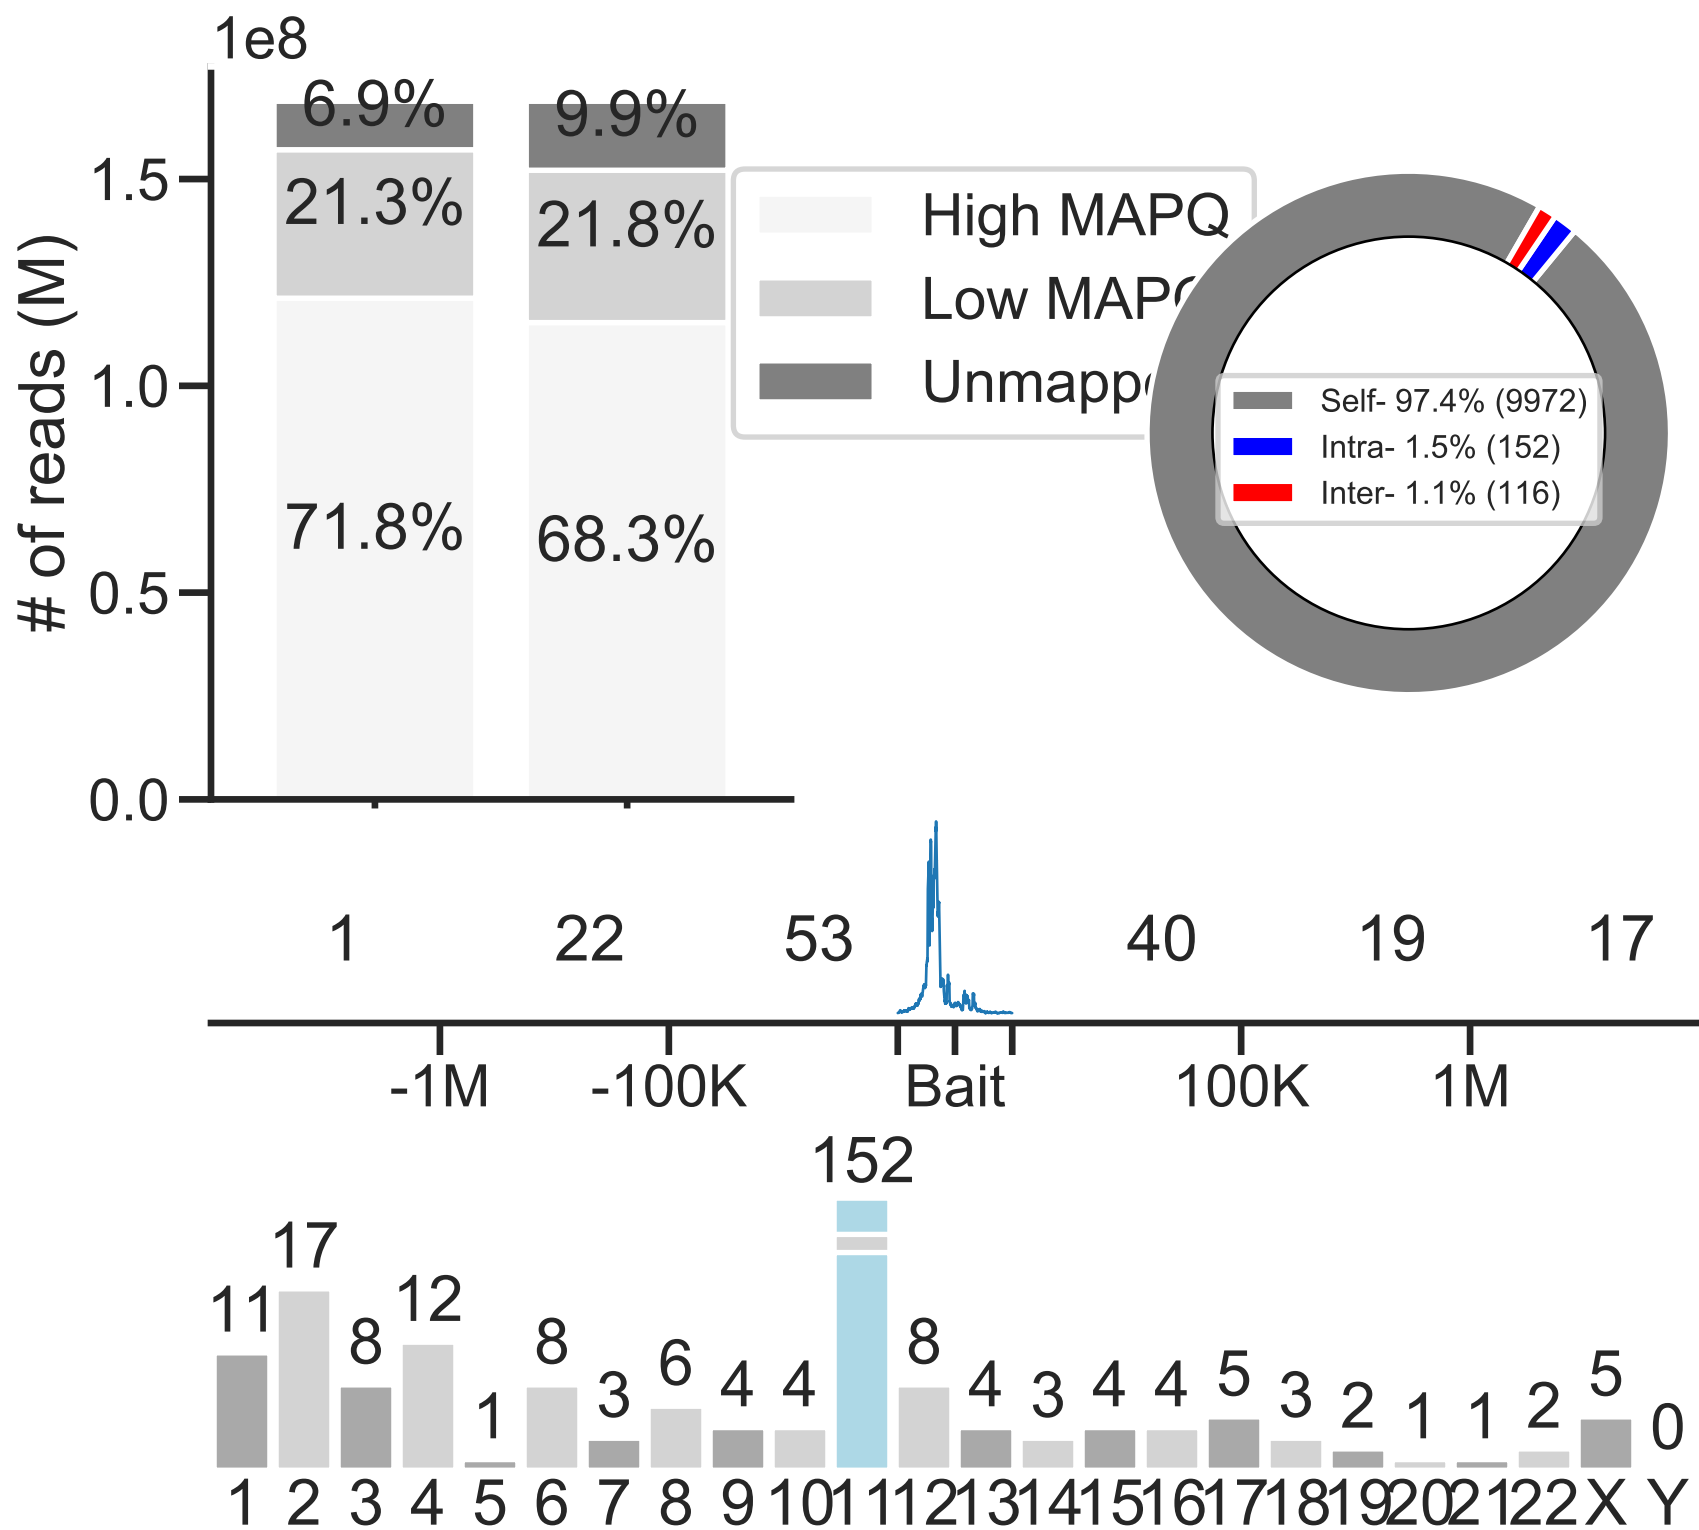 1e8
6.9%
9.9%
1.5
21.3%
21.8%
1.0
71.8%
68.3%
0.5
0.0
# of reads (M)
High MAPQ
Low
Self- 97.4% (9972)
Intra- 1.5% (152)
Inter- 1.1% (116)
1 22 53 40 19 17
-1M -100K Bait 100K 1M
152
11 17 8 12 1 8 3 6 4 4 8 4 3 4 4 5 3 2 1 1 2 5 0
1 2 3 4 5 6 7 8 9 10 11 12 13 14 15 16 17 18 19 20 21 22 X Y